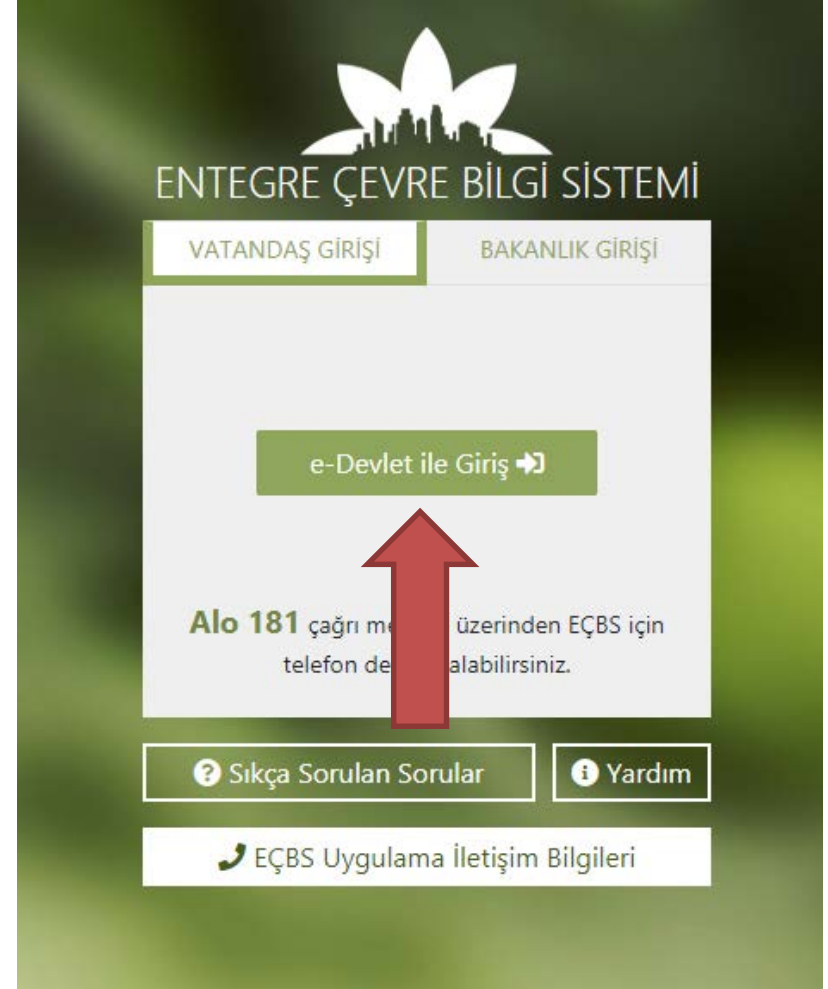 ENTEGRE ÇEVRE BİLGİ SİSTEMİ
VATANDAŞ GİRİŞİ
BAKANLIK GİRİŞİ
e-Devlet ile Giriş
Alo 181 çağrı üzerinden EÇBS için
telefon alabilirsiniz.
Sıkça Sorulan Sorular
Yardım
EÇBS Uygulama İletişim Bilgileri